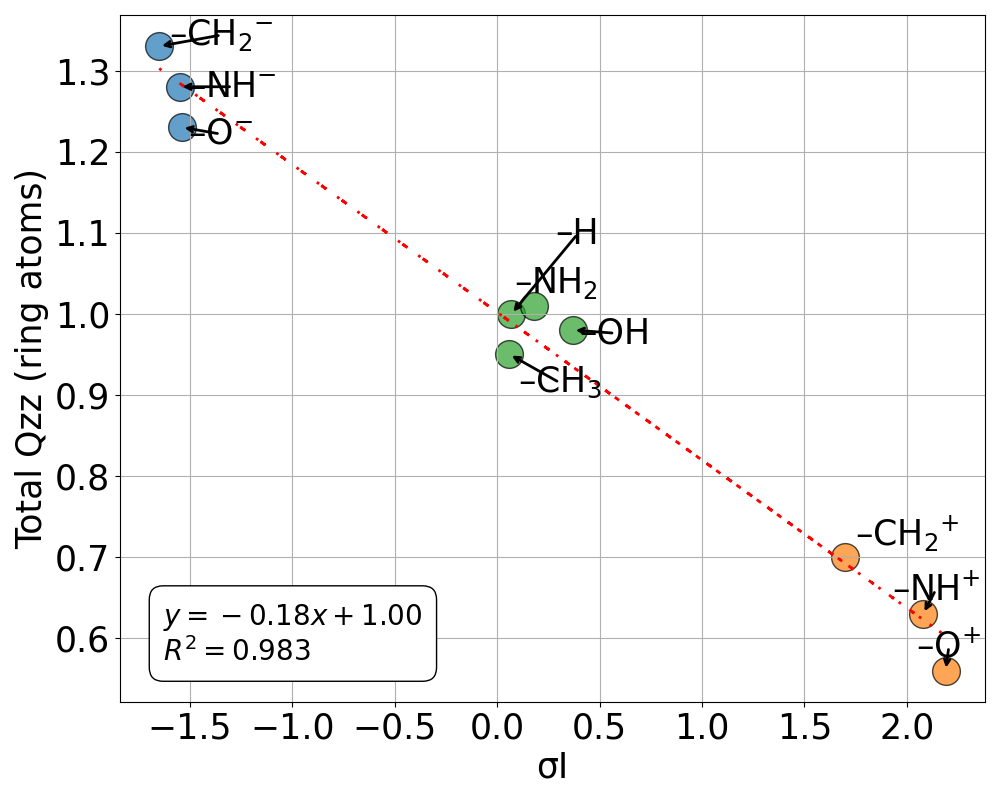 –CH₂⁻
–NH⁻
–O⁻
–H
–NH₂
–OH
–CH₃
–CH₂⁺
–NH⁺
–O⁺
y = −0.18x + 1.00
R² = 0.983
Total Qzz (ring atoms)
1.3
1.2
1.1
1.0
0.9
0.8
0.7
0.6
−1.5 −1.0 −0.5 0.0 0.5 1.0 1.5 2.0
σI